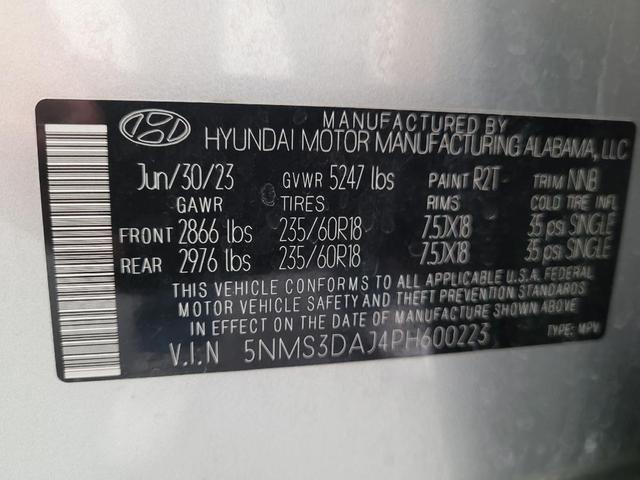 MANUFACTURED BY
HYUNDAI MOTOR MANUFACTURING ALABAMA, LLC
Jun/30/23 GVWR 5247 lbs PAINT R2T TRIM NNB
GAWR TIRES RIMS COLD TIRE INFL
FRONT 2866 lbs 235/60R18 7.5JX18 35 psi SINGLE
REAR 2976 lbs 235/60R18 7.5JX18 35 psi SINGLE
THIS VEHICLE CONFORMS TO ALL APPLICABLE U.S.A. FEDERAL
MOTOR VEHICLE SAFETY AND THEFT PREVENTION STANDARDS
IN EFFECT ON THE DATE OF MANUFACTURE SHOWN ABOVE
V.I.N 5NMS3DAJ4PH600223 TYPE: MPV